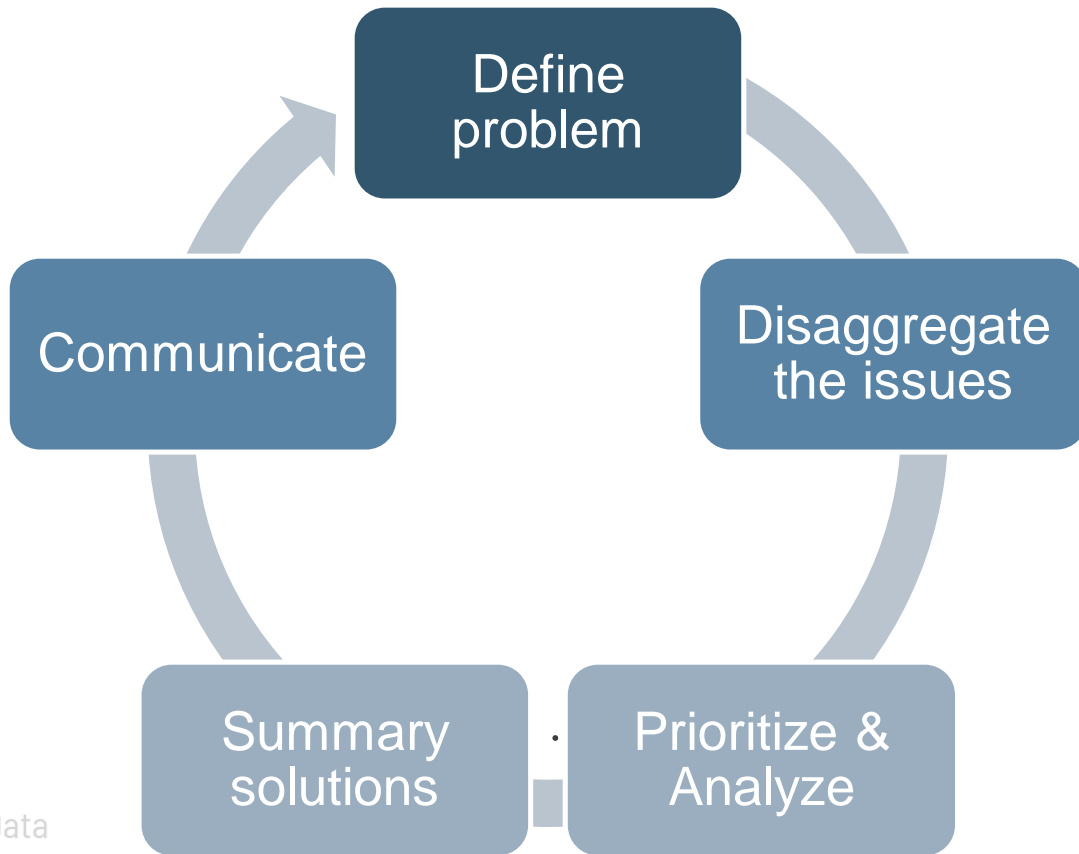 Define
problem
Disaggregate
the issues
Prioritize &
Analyze
.
Summary
solutions
Communicate